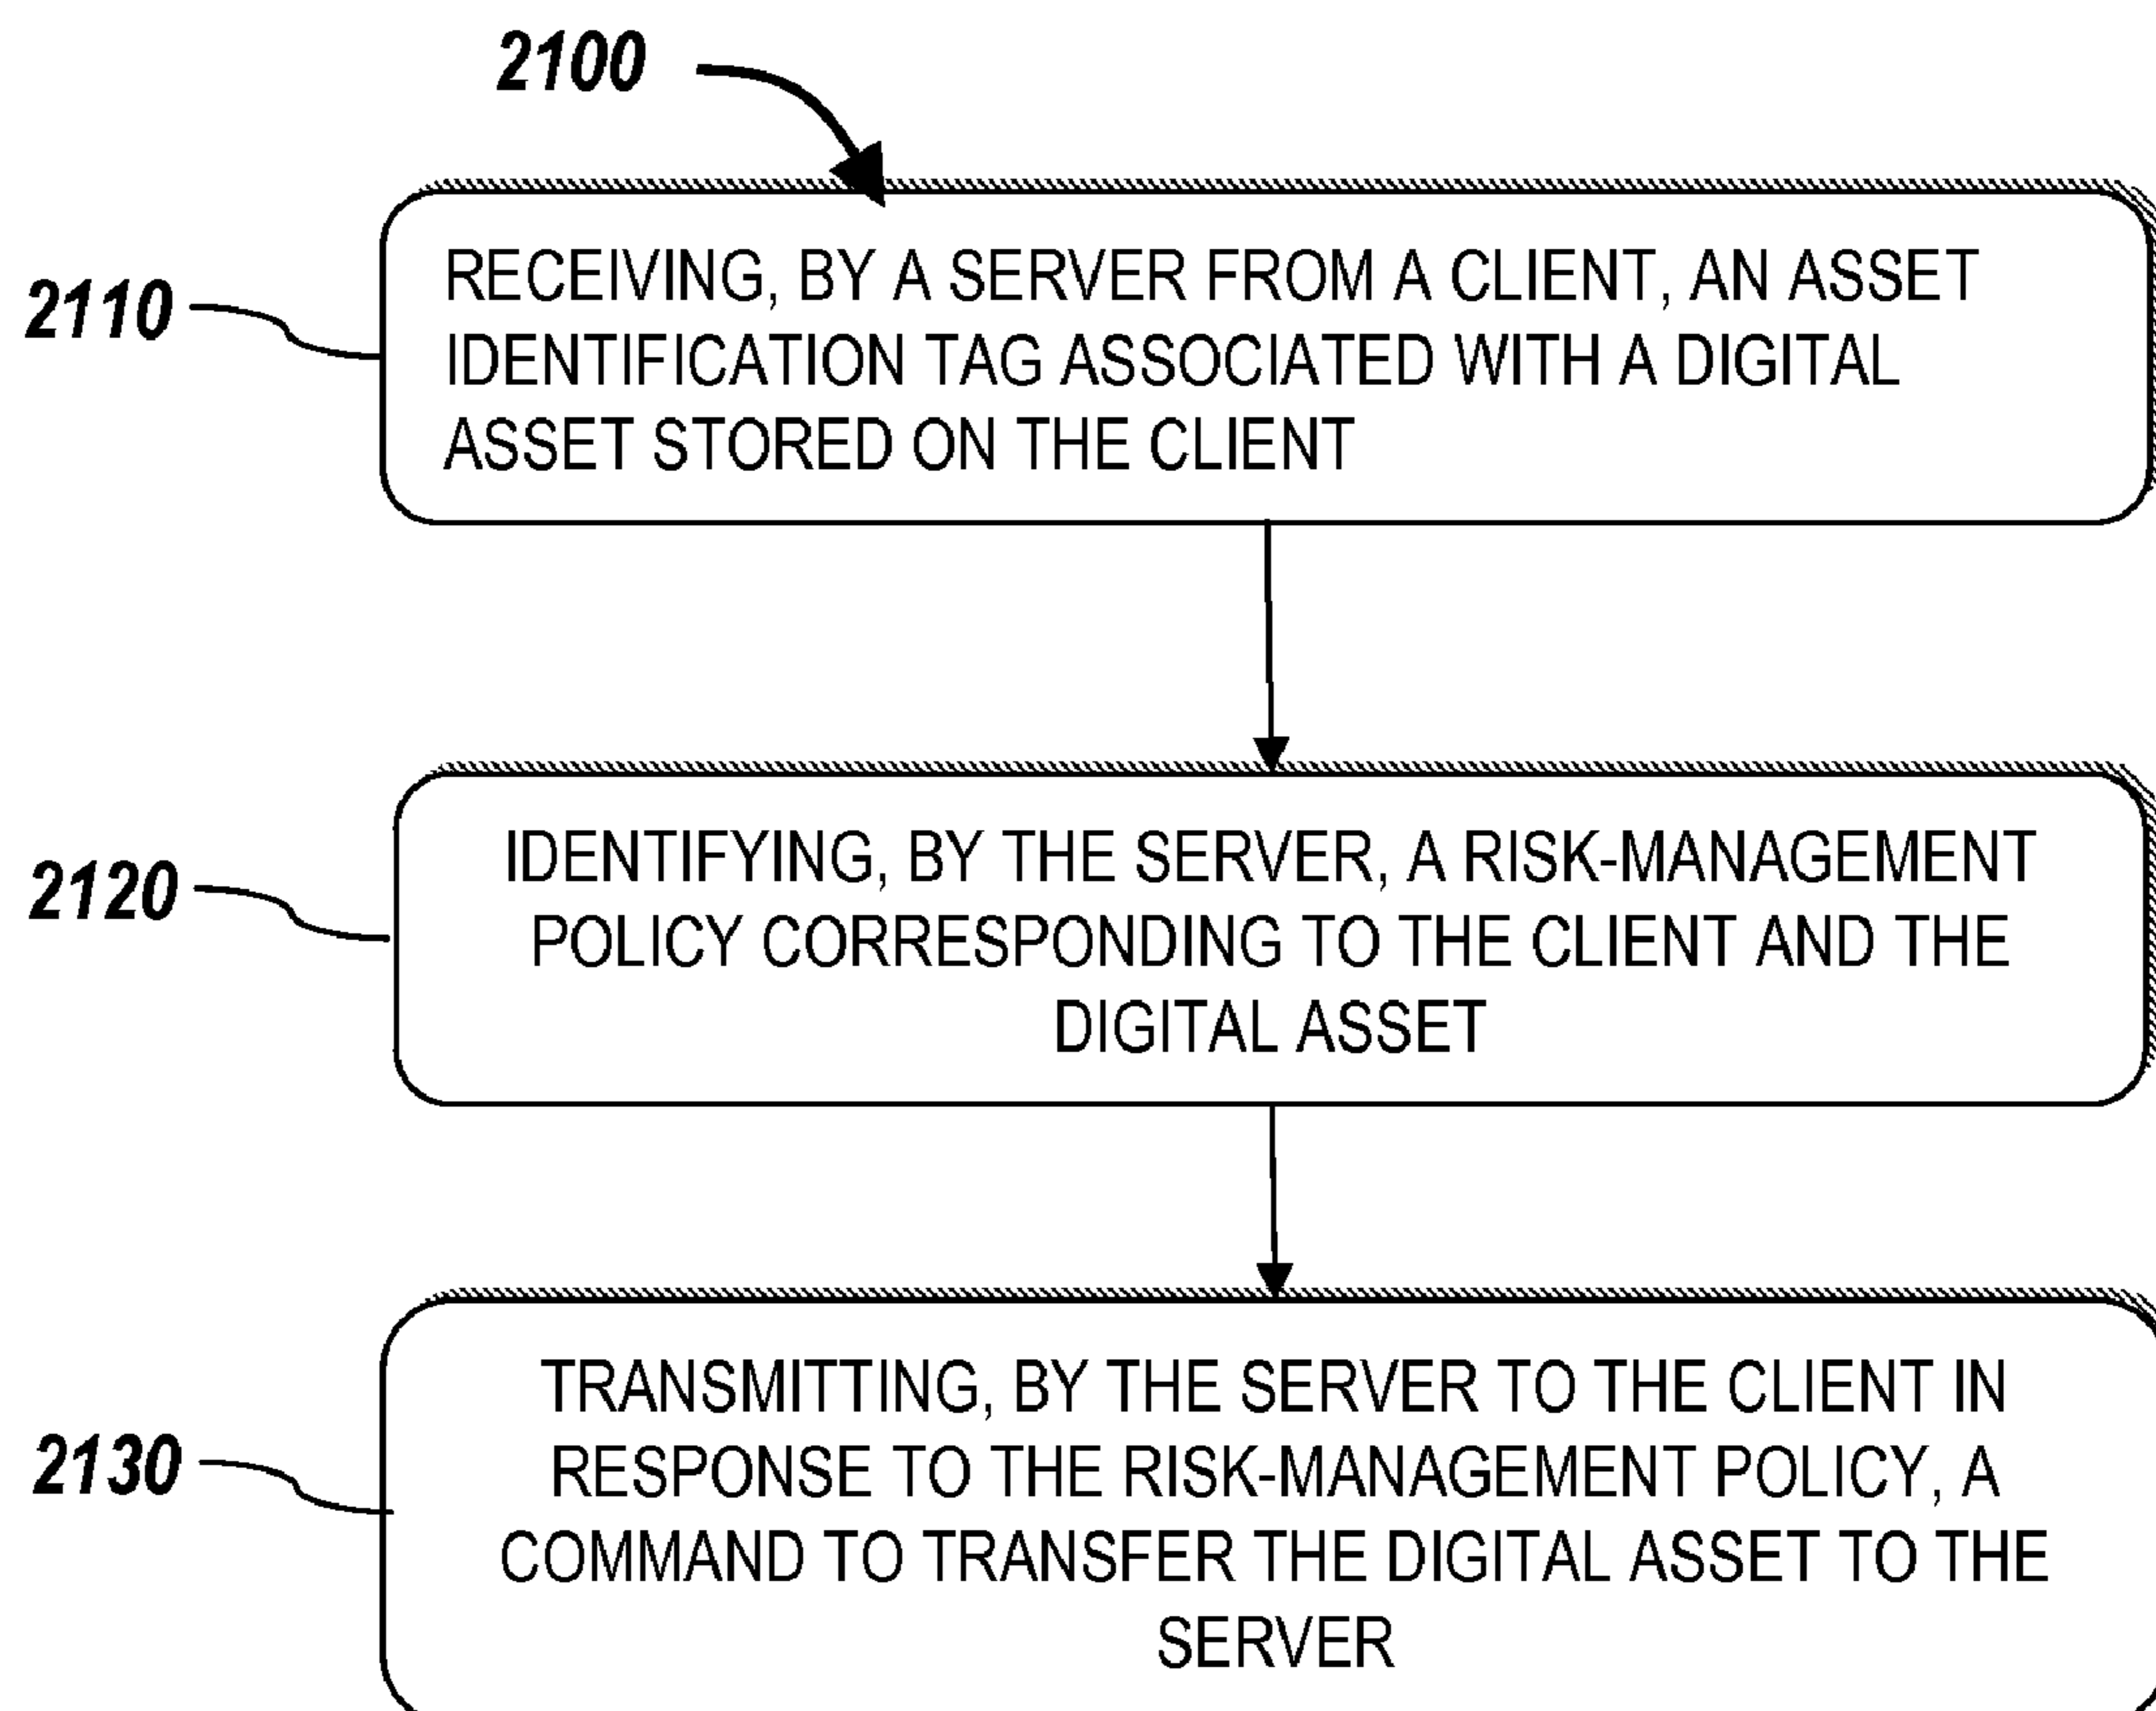 2100
2110
RECEIVING, BY A SERVER FROM A CLIENT, AN ASSET
IDENTIFICATION TAG ASSOCIATED WITH A DIGITAL
ASSET STORED ON THE CLIENT
2120
IDENTIFYING, BY THE SERVER, A RISK-MANAGEMENT
POLICY CORRESPONDING TO THE CLIENT AND THE
DIGITAL ASSET
2130
TRANSMITTING, BY THE SERVER TO THE CLIENT IN
RESPONSE TO THE RISK-MANAGEMENT POLICY, A
COMMAND TO TRANSFER THE DIGITAL ASSET TO THE
SERVER